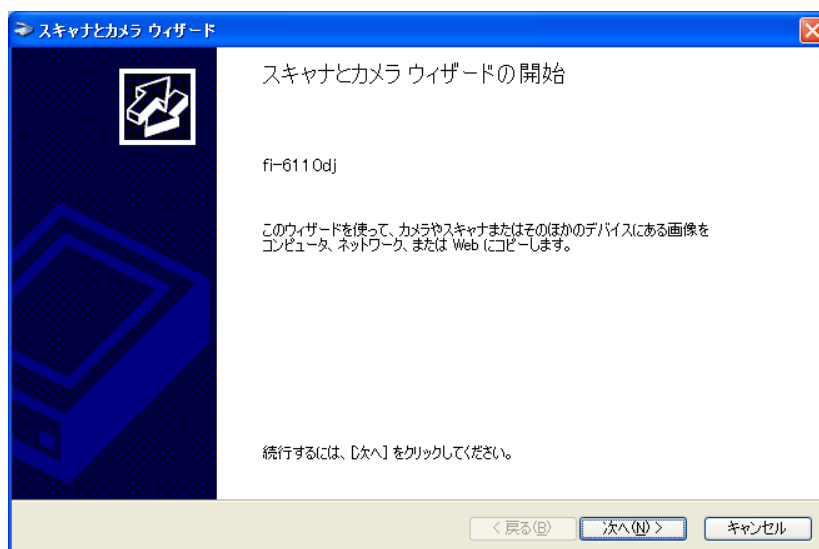 スキャナとカメラ ウィザード
スキャナとカメラ ウィザードの開始
fi-6110dj
このウィザードを使って、カメラやスキャナまたはそのほかのデバイスにある画像を
コンピュータ、ネットワーク、または Web にコピーします。
続行するには、[次へ] をクリックしてください。
< 戻る(B)
次へ(N) >
キャンセル